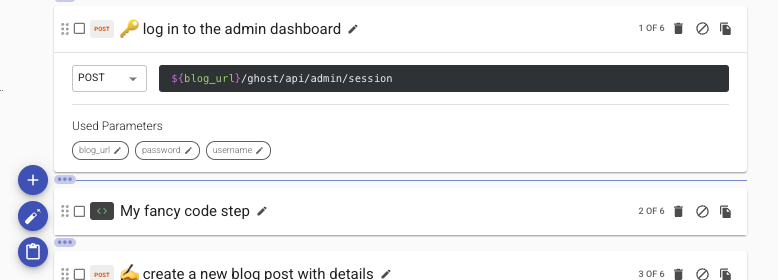 POST 🔑 log in to the admin dashboard 1 OF 6
POST ${blog_url}/ghost/api/admin/session
Used Parameters
blog_url password username
<> My fancy code step 2 OF 6
POST ✍️ create a new blog post with details 3 OF 6